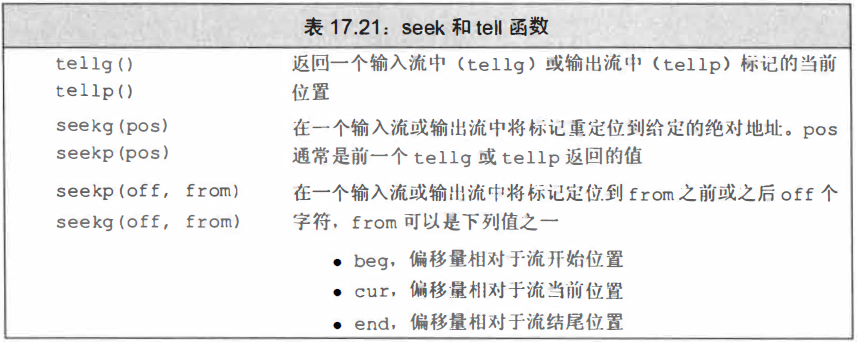 表 17.21：seek 和 tell 函数
tellg() 返回一个输入流中（tellg）或输出流中（tellp）标记的当前
tellp() 位置
seekg(pos) 在一个输入流或输出流中将标记重定位到给定的绝对地址。pos
seekp(pos) 通常是前一个 tellg 或 tellp 返回的值
seekp(off, from) 在一个输入流或输出流中将标记定位到 from 之前或之后 off 个
seekg(off, from) 字符，from 可以是下列值之一
● beg，偏移量相对于流开始位置
● cur，偏移量相对于流当前位置
● end，偏移量相对于流结尾位置